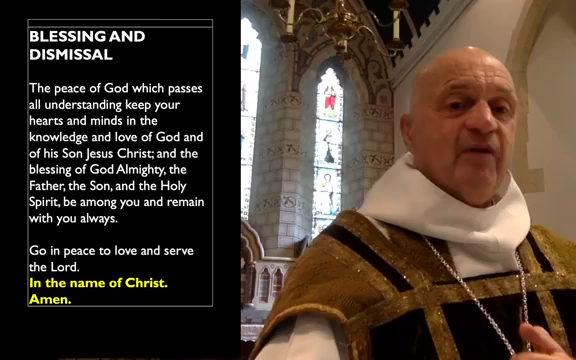 BLESSING AND
DISMISSAL
The peace of God which passes
all understanding keep your
hearts and minds in the
knowledge and love of God and
of his Son Jesus Christ; and the
blessing of God Almighty, the
Father, the Son, and the Holy
Spirit, be among you and remain
with you always.
Go in peace to love and serve
the Lord.
In the name of Christ.
Amen.